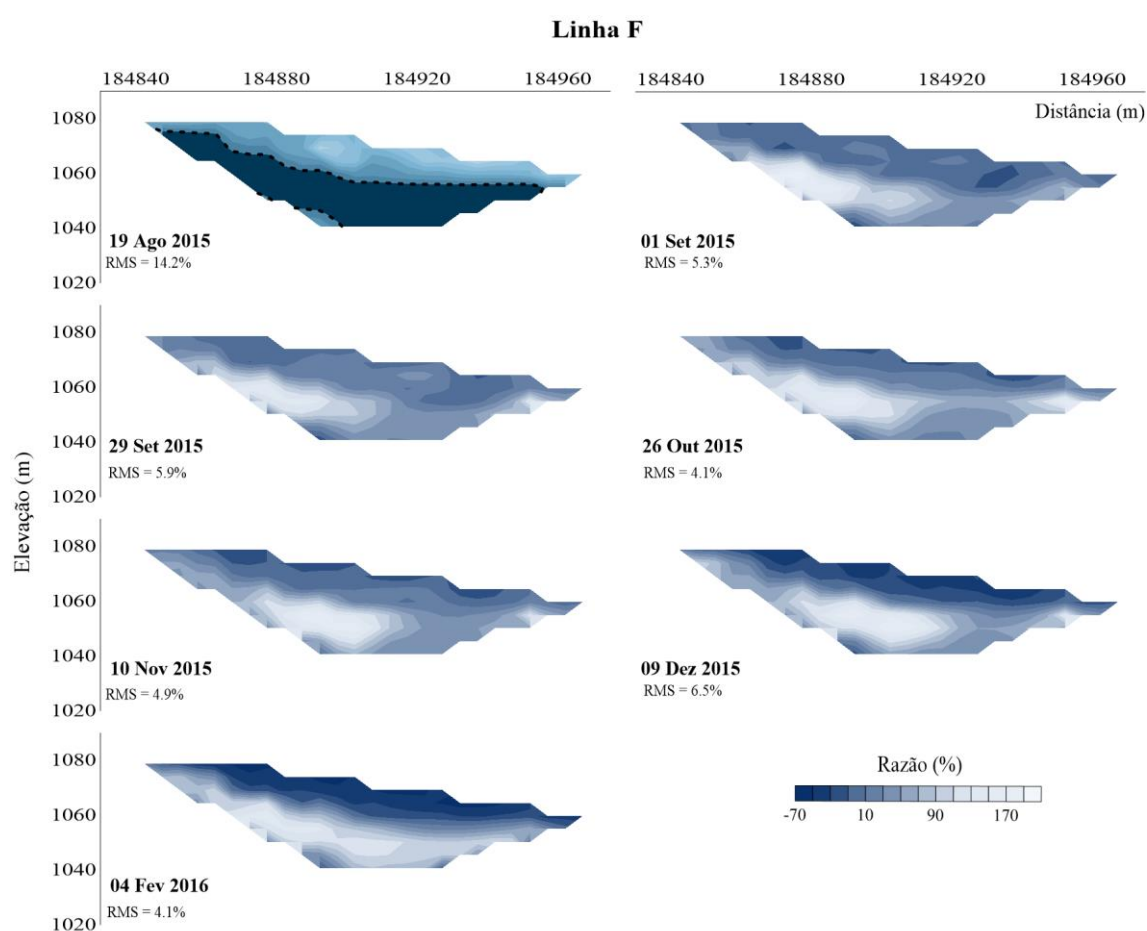 Linha F
184840 184880 184920 184960
184840 184880 184920 184960
Distância (m)
Elevação (m)
1080
1060
1040
1020
19 Ago 2015
RMS = 14.2%
01 Set 2015
RMS = 5.3%
1080
1060
1040
1020
29 Set 2015
RMS = 5.9%
26 Out 2015
RMS = 4.1%
1080
1060
1040
1020
10 Nov 2015
RMS = 4.9%
09 Dez 2015
RMS = 6.5%
1080
1060
1040
1020
04 Fev 2016
RMS = 4.1%
Razão (%)
-70 10 90 170